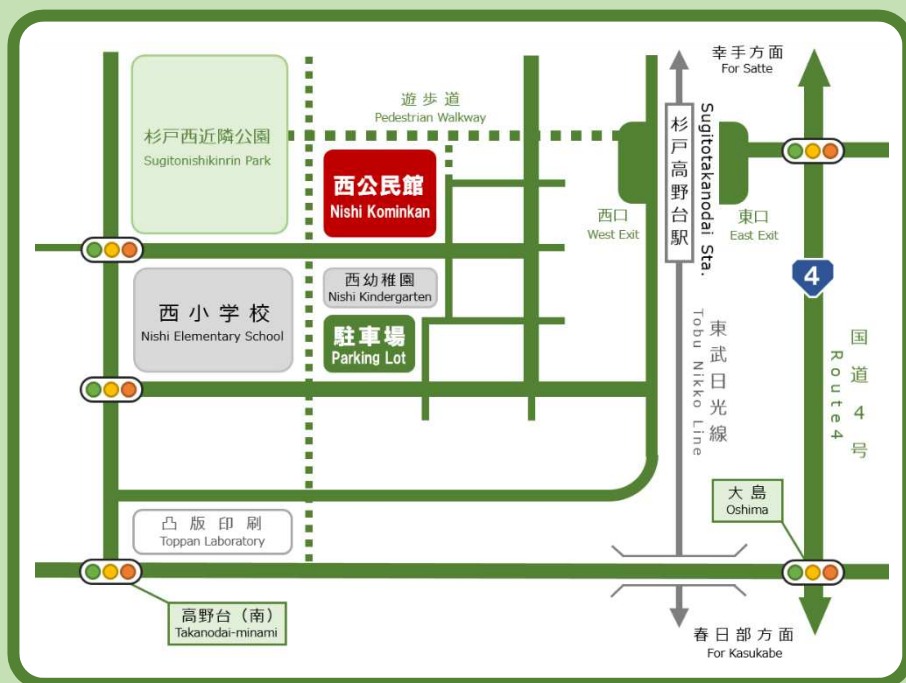 幸手方面
For Satte
遊歩道
Pedestrian Walkway
杉戸西近隣公園
Sugitonishikinrin Park
西公民館
Nishi Kominkan
杉戸高野台駅
Sugitotakanodai Sta.
西口
West Exit
東口
East Exit
4
西小学校
Nishi Elementary School
西幼稚園
Nishi Kindergarten
駐車場
Parking Lot
東武日光線
Tobu Nikko Line
国道4号
Route4
大島
Oshima
凸版印刷
Toppan Laboratory
高野台（南）
Takanodai-minami
春日部方面
For Kasukabe